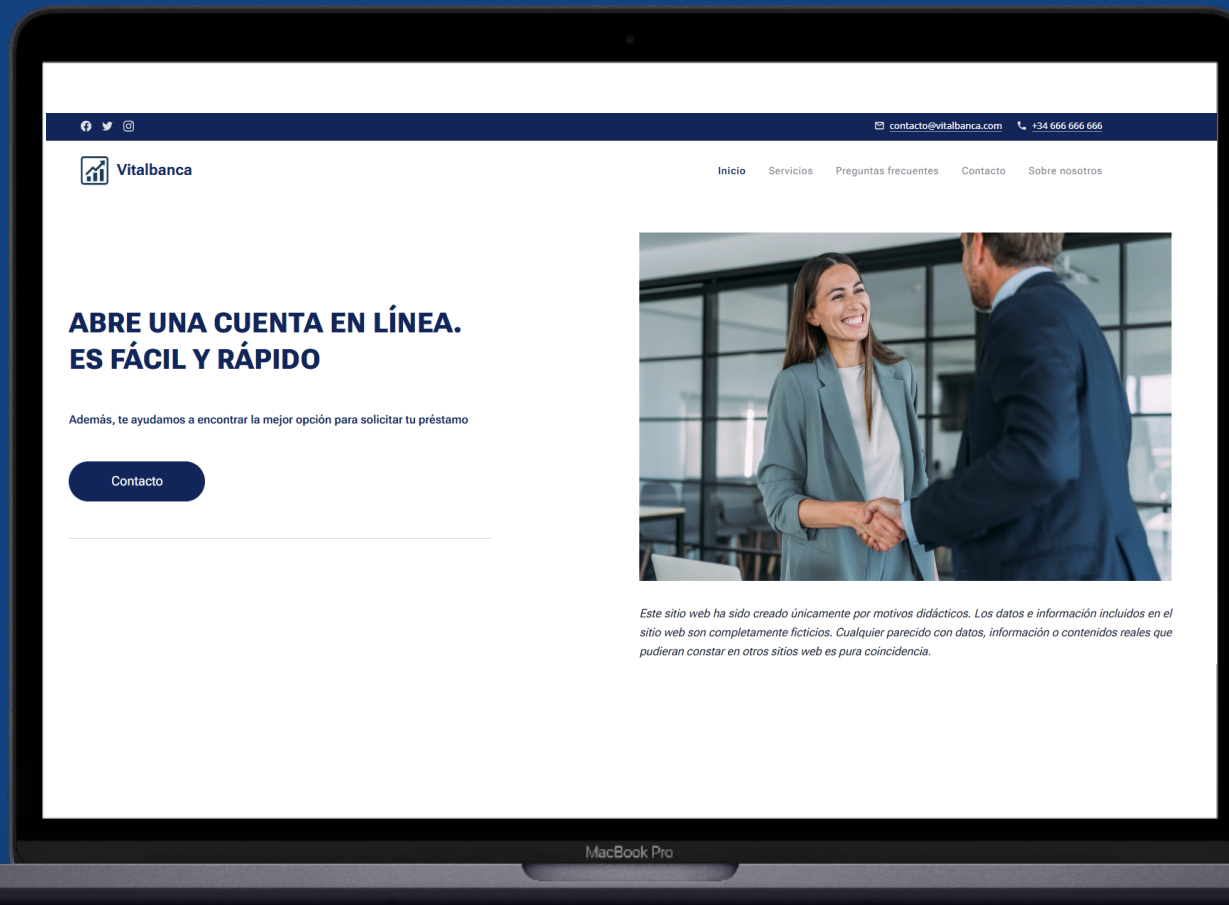 contacto@vitalbanca.com +34 666 666 666
Vitalbanca
Inicio Servicios Preguntas frecuentes Contacto Sobre nosotros
ABRE UNA CUENTA EN LÍNEA.
ES FÁCIL Y RÁPIDO
Además, te ayudamos a encontrar la mejor opción para solicitar tu préstamo
Contacto
Este sitio web ha sido creado únicamente por motivos didácticos. Los datos e información incluidos en el
sitio web son completamente ficticios. Cualquier parecido con datos, información o contenidos reales que
pudieran constar en otros sitios web es pura coincidencia.
MacBook Pro